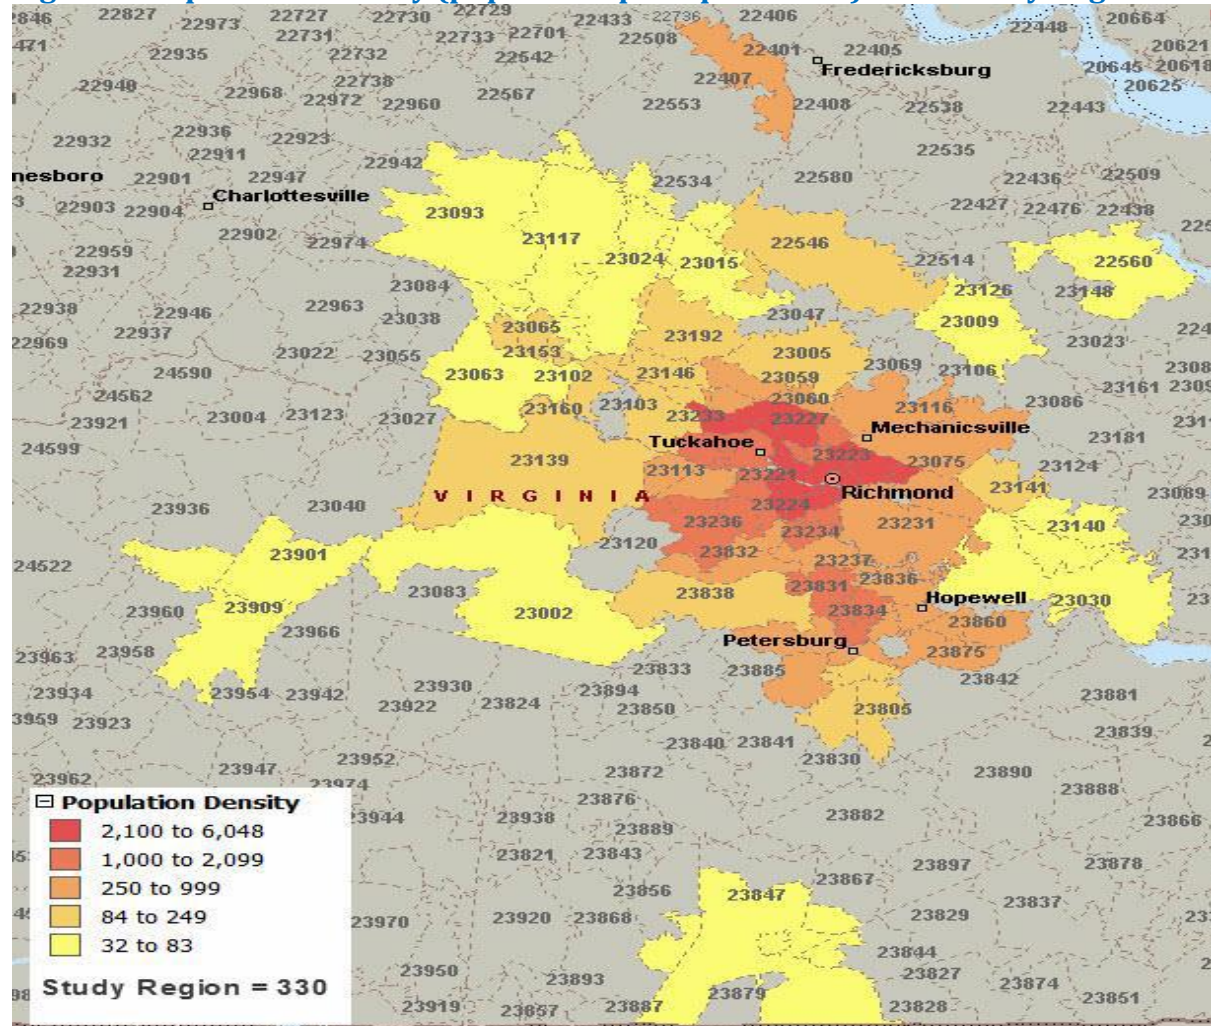 22846 22827 22973 22727 22730 22729 22433 22736 22406 22448 20664
22731 22733 22701 22508 22401 22405 20621
22935 22732 22542 20645 20618
Fredericksburg
22940 22968 22738 22972 22960 22567 22407 22553 22408 22538 22443 20625
22932 22936 22923 22535
22911 22942
nesboro 22901 22947 22534 22580 22436 22509
Charlottesville
22903 22904 23093 22427 22476 22438
22902 22974 23117 22546
22959 23024 23015 22514 22560
22931 23084 23126 23148
22938 22946 22963 23038 23065 23047 23009
22969 22937 23022 23055 23153 23192 23005 23023
24590 23063 23102 23146 23059 23069 23106
24562 23060 23161
23921 23004 23123 23027 23160 23103 23233 23227 23116 23086
Mechanicsville
24599 Tuckahoe 23223 23181
23139 23113 23221 23075 23124
VIRGINIA Richmond 23141 23089
23936 23040 23224
23236 23234 23231 23140
23901 23120 23832 23237
24522 23836
23083 23838 23831
Hopewell
23960 23909 23002 23834 23030
23966 23860
Petersburg
23963 23958 23875
23934 23954 23942 23930 23833 23885 23842
23894 23881
23959 23923 23922 23824 23850 23805
23839
23840 23841
23962 23947 23952 23872 23830 23890
23974 23876 23888
Population Density
23944 23938 23882 23866
2,100 to 6,048
23889
1,000 to 2,099
23821 23843 23897 23878
250 to 999
23856 23847 23867 23837
84 to 249
23970 23920 23868 23829
32 to 83
23844
23950 23893 23827 23874
Study Region = 330
23879
23919 23857 23887 23828 23851